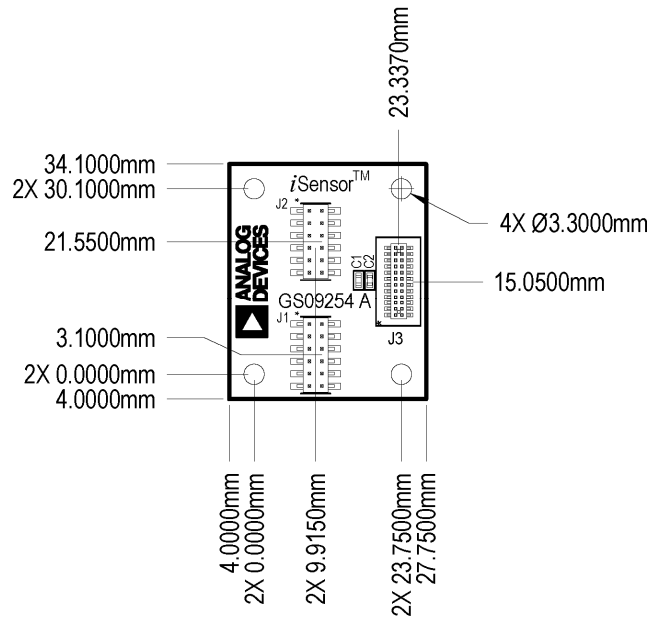 23.3370mm
34.1000mm
2X 30.1000mm
iSensor™
J2
*
4X Ø3.3000mm
21.5500mm
ANALOG
DEVICES
C1
C2
15.0500mm
GS09254 A
J1
*
*
J3
3.1000mm
2X 0.0000mm
4.0000mm
4.0000mm
2X 0.0000mm
2X 9.9150mm
2X 23.7500mm
27.7500mm